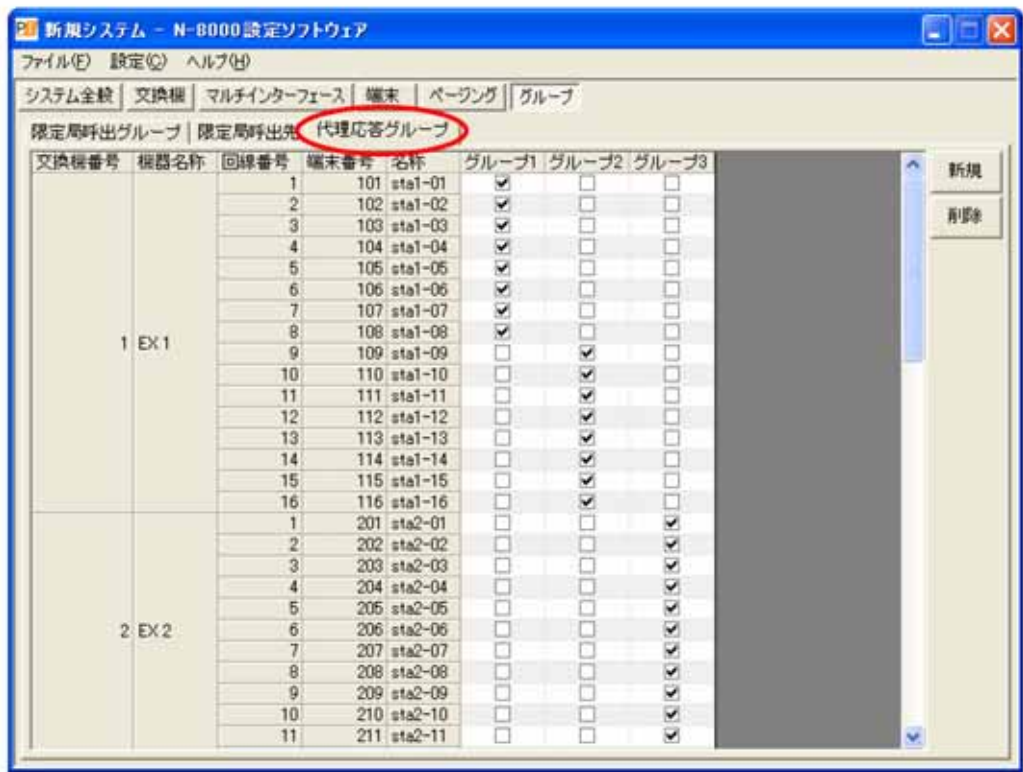 新規システム - N-8000設定ソフトウェア
ファイル(F) 設定(C) ヘルプ(H)
システム全般 交換機 マルチインターフェース 端末 ページング グループ
限定局呼出グループ 限定局呼出先 代理応答グループ
交換機番号 機器名称 回線番号 端末番号 名称 グループ1 グループ2 グループ3
新規
削除
1 101 sta1-01
2 102 sta1-02
3 103 sta1-03
4 104 sta1-04
5 105 sta1-05
6 106 sta1-06
7 107 sta1-07
8 108 sta1-08
1 EX 1
9 109 sta1-09
10 110 sta1-10
11 111 sta1-11
12 112 sta1-12
13 113 sta1-13
14 114 sta1-14
15 115 sta1-15
16 116 sta1-16
1 201 sta2-01
2 202 sta2-02
3 203 sta2-03
4 204 sta2-04
5 205 sta2-05
2 EX 2
6 206 sta2-06
7 207 sta2-07
8 208 sta2-08
9 209 sta2-09
10 210 sta2-10
11 211 sta2-11